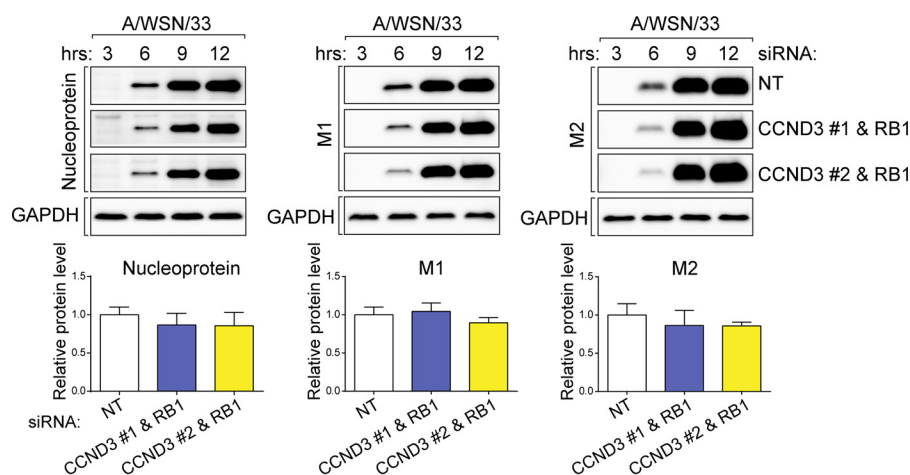 A/WSN/33 A/WSN/33 A/WSN/33
hrs: 3 6 9 12 hrs: 3 6 9 12 hrs: 3 6 9 12 siRNA:
Nucleoprotein M1 M2
NT
CCND3 #1 & RB1
CCND3 #2 & RB1
GAPDH GAPDH GAPDH
Nucleoprotein M1 M2
Relative protein level Relative protein level Relative protein level
1.5 1.5 1.5
1.0 1.0 1.0
0.5 0.5 0.5
0.0 0.0 0.0
siRNA:
NT NT NT
CCND3 #1 & RB1 CCND3 #1 & RB1 CCND3 #1 & RB1
CCND3 #2 & RB1 CCND3 #2 & RB1 CCND3 #2 & RB1